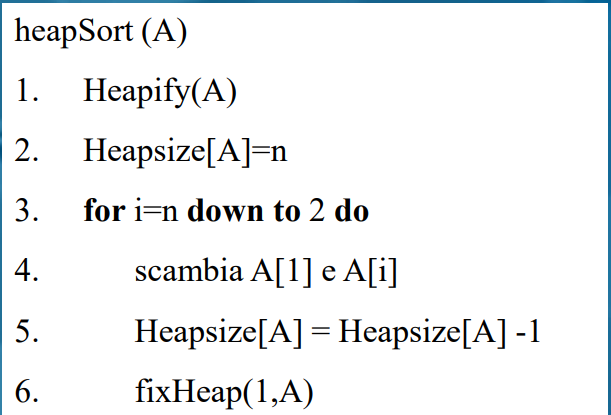 heapSort (A)
1. Heapify(A)
2. Heapsize[A]=n
3. for i=n down to 2 do
4. scambia A[1] e A[i]
5. Heapsize[A] = Heapsize[A] -1
6. fixHeap(1,A)